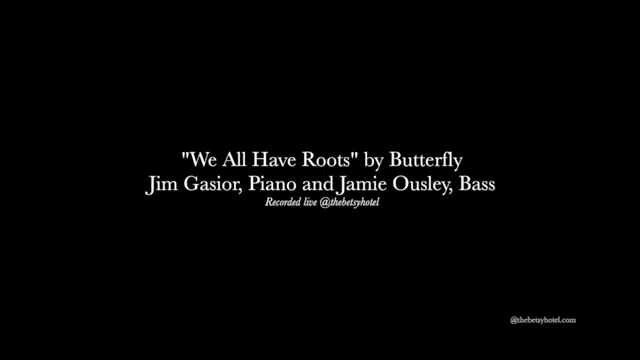 "We All Have Roots" by Butterfly
Jim Gasior, Piano and Jamie Ousley, Bass
Recorded live @thebetsyhotel
@thebetsyhotel.com